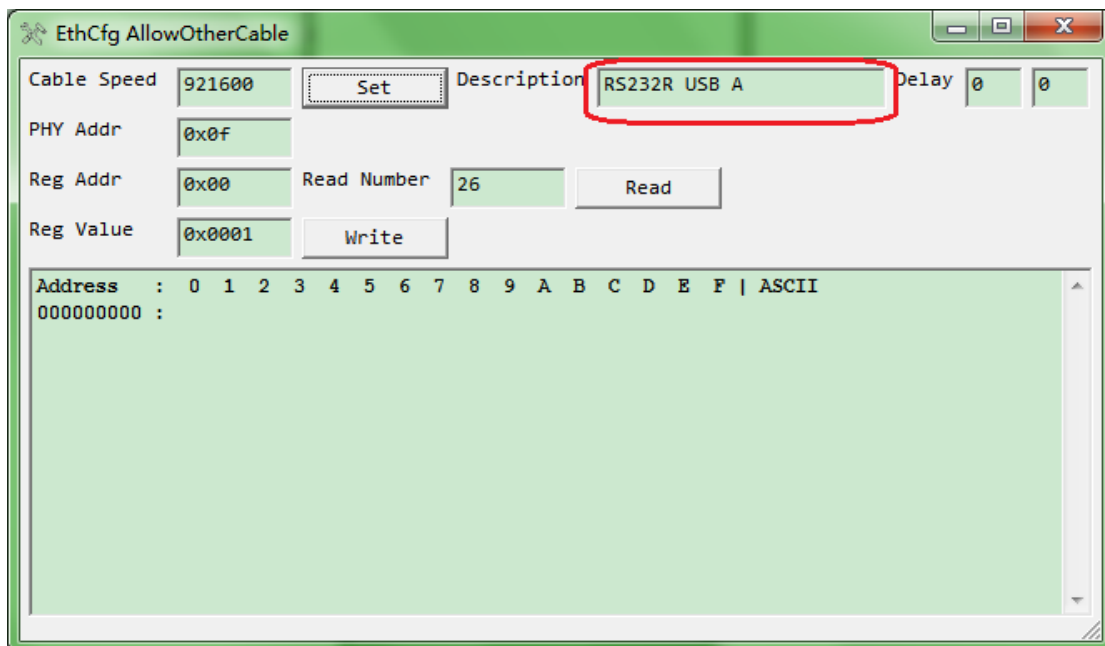 EthCfg AllowOtherCable
Cable Speed 921600 Set Description RS232R USB A Delay 0 0
PHY Addr 0x0f
Reg Addr 0x00 Read Number 26 Read
Reg Value 0x0001 Write
Address : 0 1 2 3 4 5 6 7 8 9 A B C D E F | ASCII
000000000 :